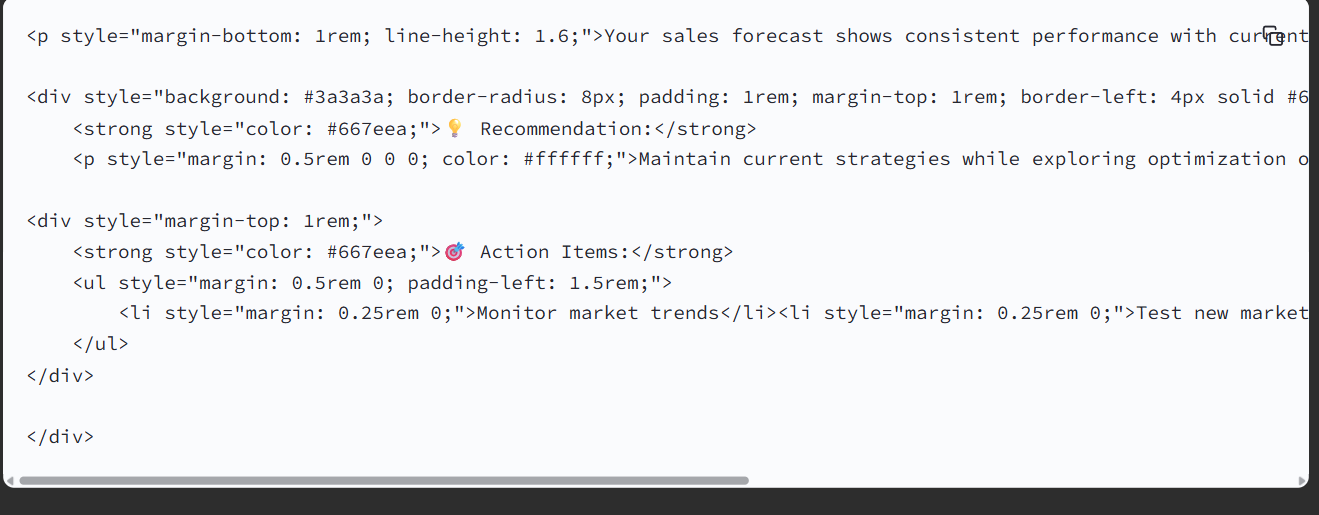 <p style="margin-bottom: 1rem; line-height: 1.6;">Your sales forecast shows consistent performance with current
<div style="background: #3a3a3a; border-radius: 8px; padding: 1rem; margin-top: 1rem; border-left: 4px solid #6
<strong style="color: #667eea;">💡 Recommendation:</strong>
<p style="margin: 0.5rem 0 0 0; color: #ffffff;">Maintain current strategies while exploring optimization o
<div style="margin-top: 1rem;">
<strong style="color: #667eea;">🎯 Action Items:</strong>
<ul style="margin: 0.5rem 0; padding-left: 1.5rem;">
<li style="margin: 0.25rem 0;">Monitor market trends</li><li style="margin: 0.25rem 0;">Test new market
</ul>
</div>
</div>